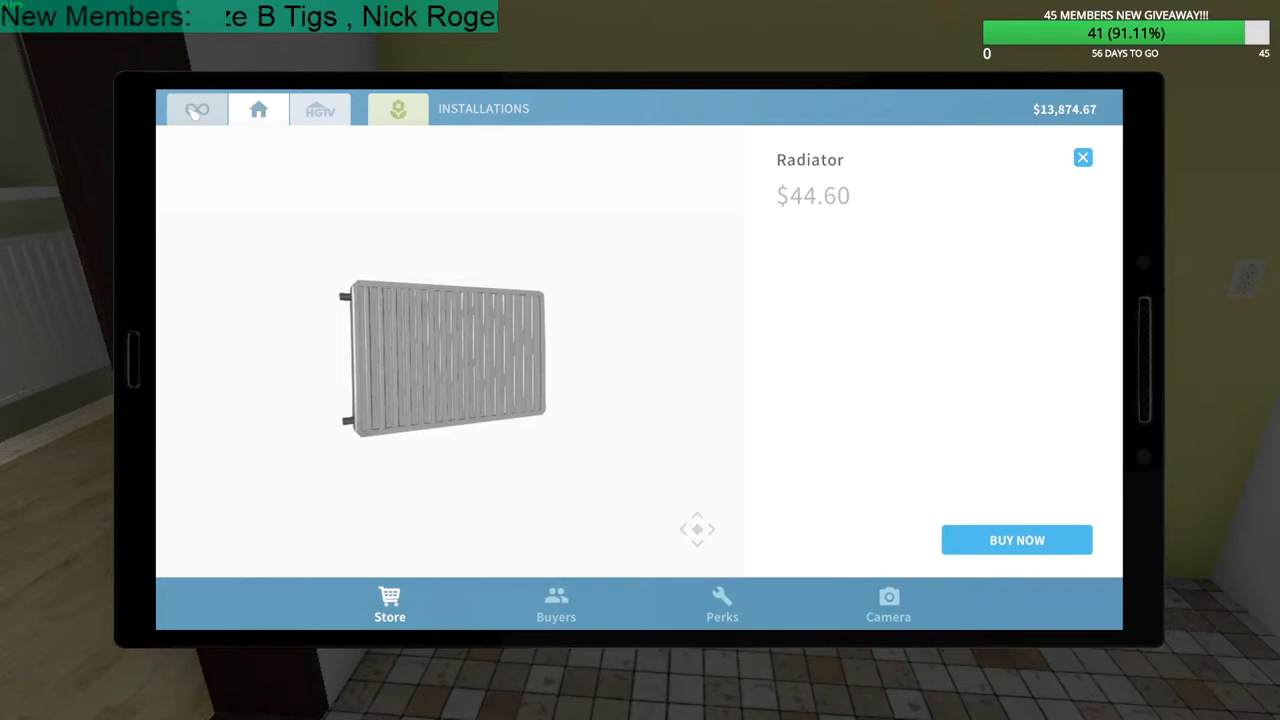 New Members: ze B Tigs , Nick Roge
45 MEMBERS NEW GIVEAWAY!!!
41 (91.11%)
0 56 DAYS TO GO 45
HGTV INSTALLATIONS $13,874.67
Radiator
$44.60
BUY NOW
Store Buyers Perks Camera